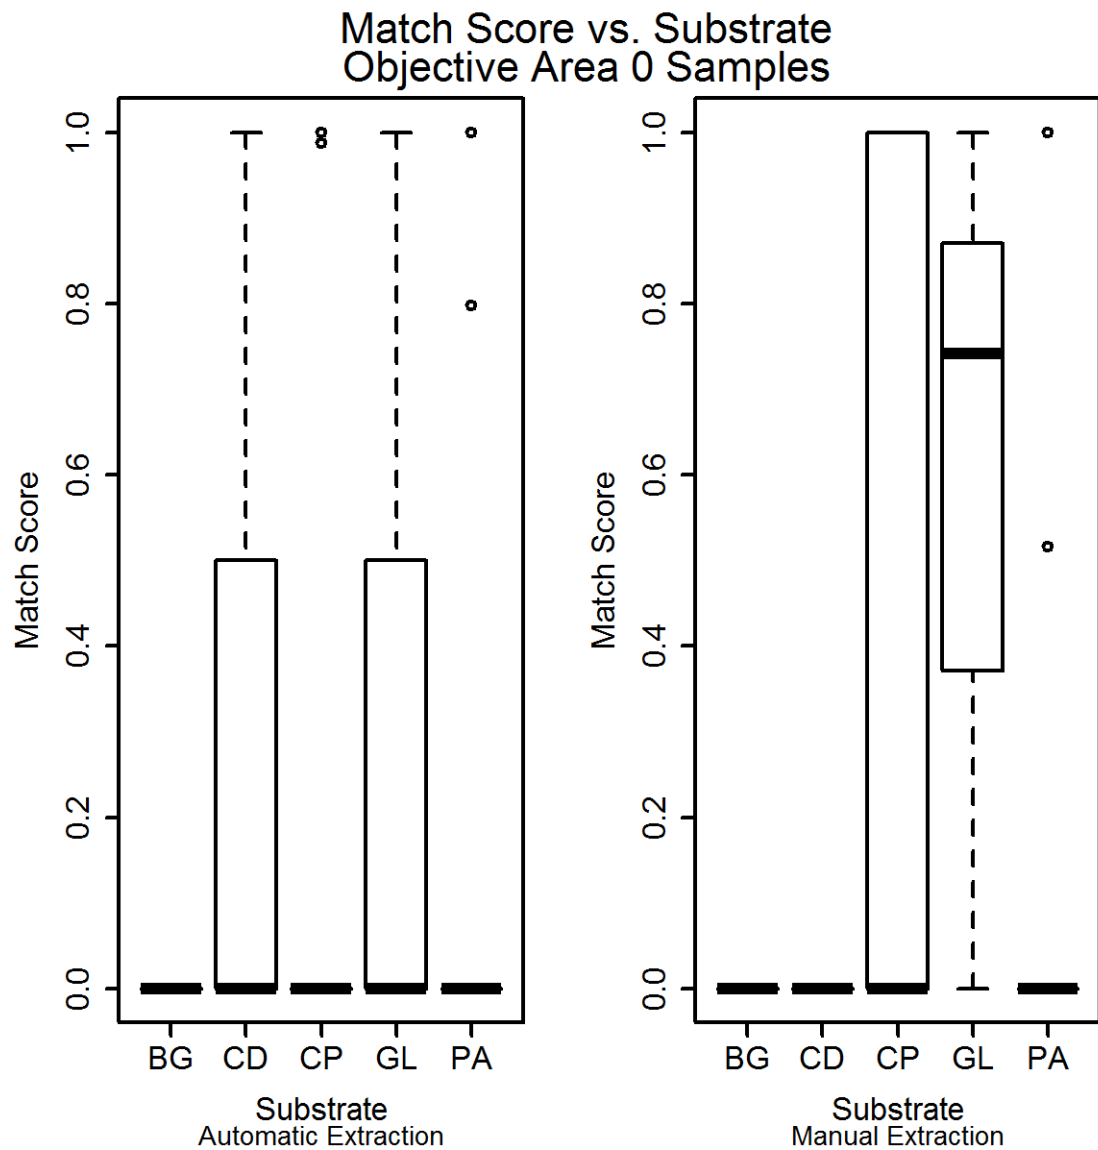 Match Score vs. Substrate
Objective Area 0 Samples
Match Score
1.0
0.8
0.6
0.4
0.2
0.0
BG CD CP GL PA
Substrate
Automatic Extraction
Match Score
1.0
0.8
0.6
0.4
0.2
0.0
BG CD CP GL PA
Substrate
Manual Extraction